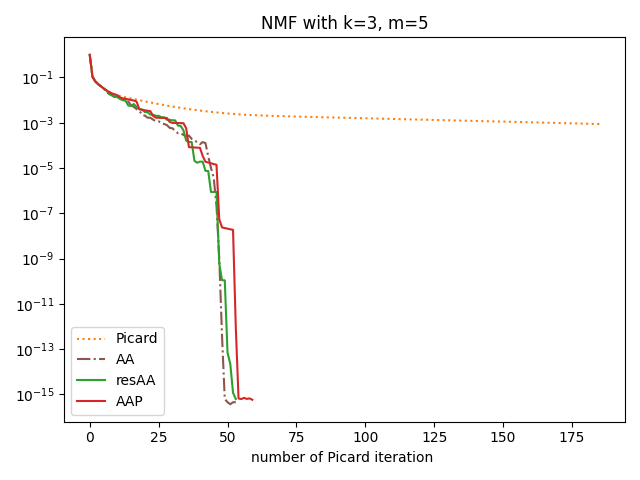 NMF with k=3, m=5
10⁻¹
10⁻³
10⁻⁵
10⁻⁷
10⁻⁹
10⁻¹¹
10⁻¹³
10⁻¹⁵
Picard
AA
resAA
AAP
0 25 50 75 100 125 150 175
number of Picard iteration